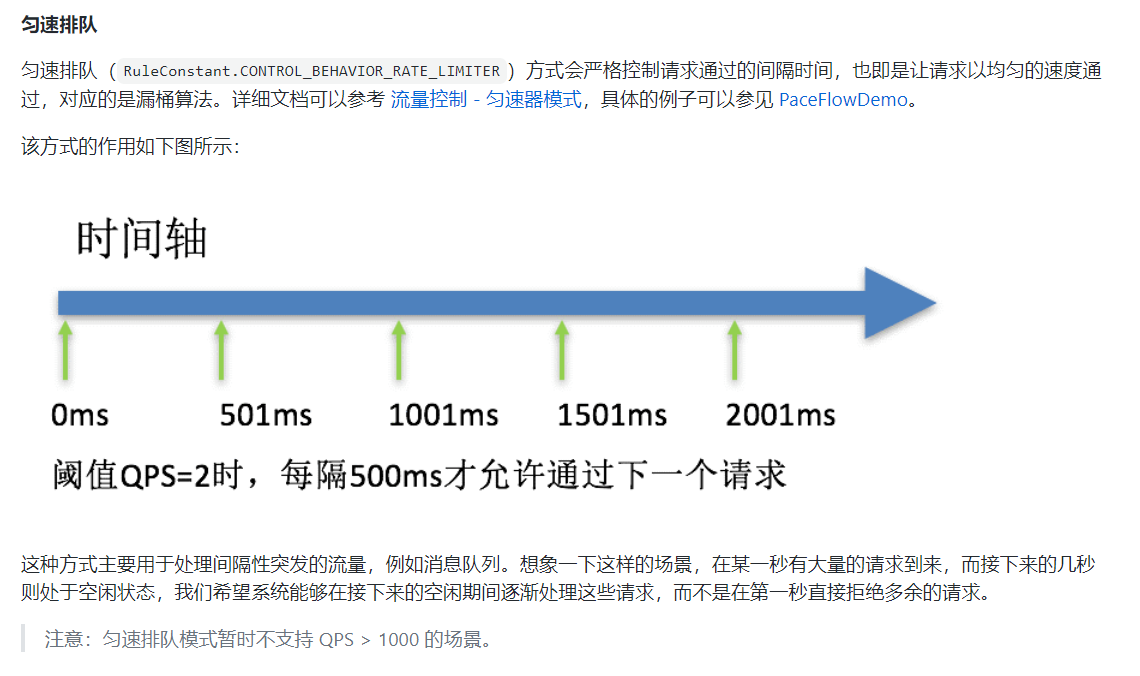 匀速排队
匀速排队（RuleConstant.CONTROL_BEHAVIOR_RATE_LIMITER）方式会严格控制请求通过的间隔时间，也即是让请求以均匀的速度通
过，对应的是漏桶算法。详细文档可以参考 流量控制 - 匀速器模式，具体的例子可以参见 PaceFlowDemo。
该方式的作用如下图所示：
时间轴
0ms 501ms 1001ms 1501ms 2001ms
阈值QPS=2时，每隔500ms才允许通过下一个请求
这种方式主要用于处理间隔性突发的流量，例如消息队列。想象一下这样的场景，在某一秒有大量的请求到来，而接下来的几秒
则处于空闲状态，我们希望系统能够在接下来的空闲期间逐渐处理这些请求，而不是在第一秒直接拒绝多余的请求。
注意：匀速排队模式暂时不支持 QPS > 1000 的场景。